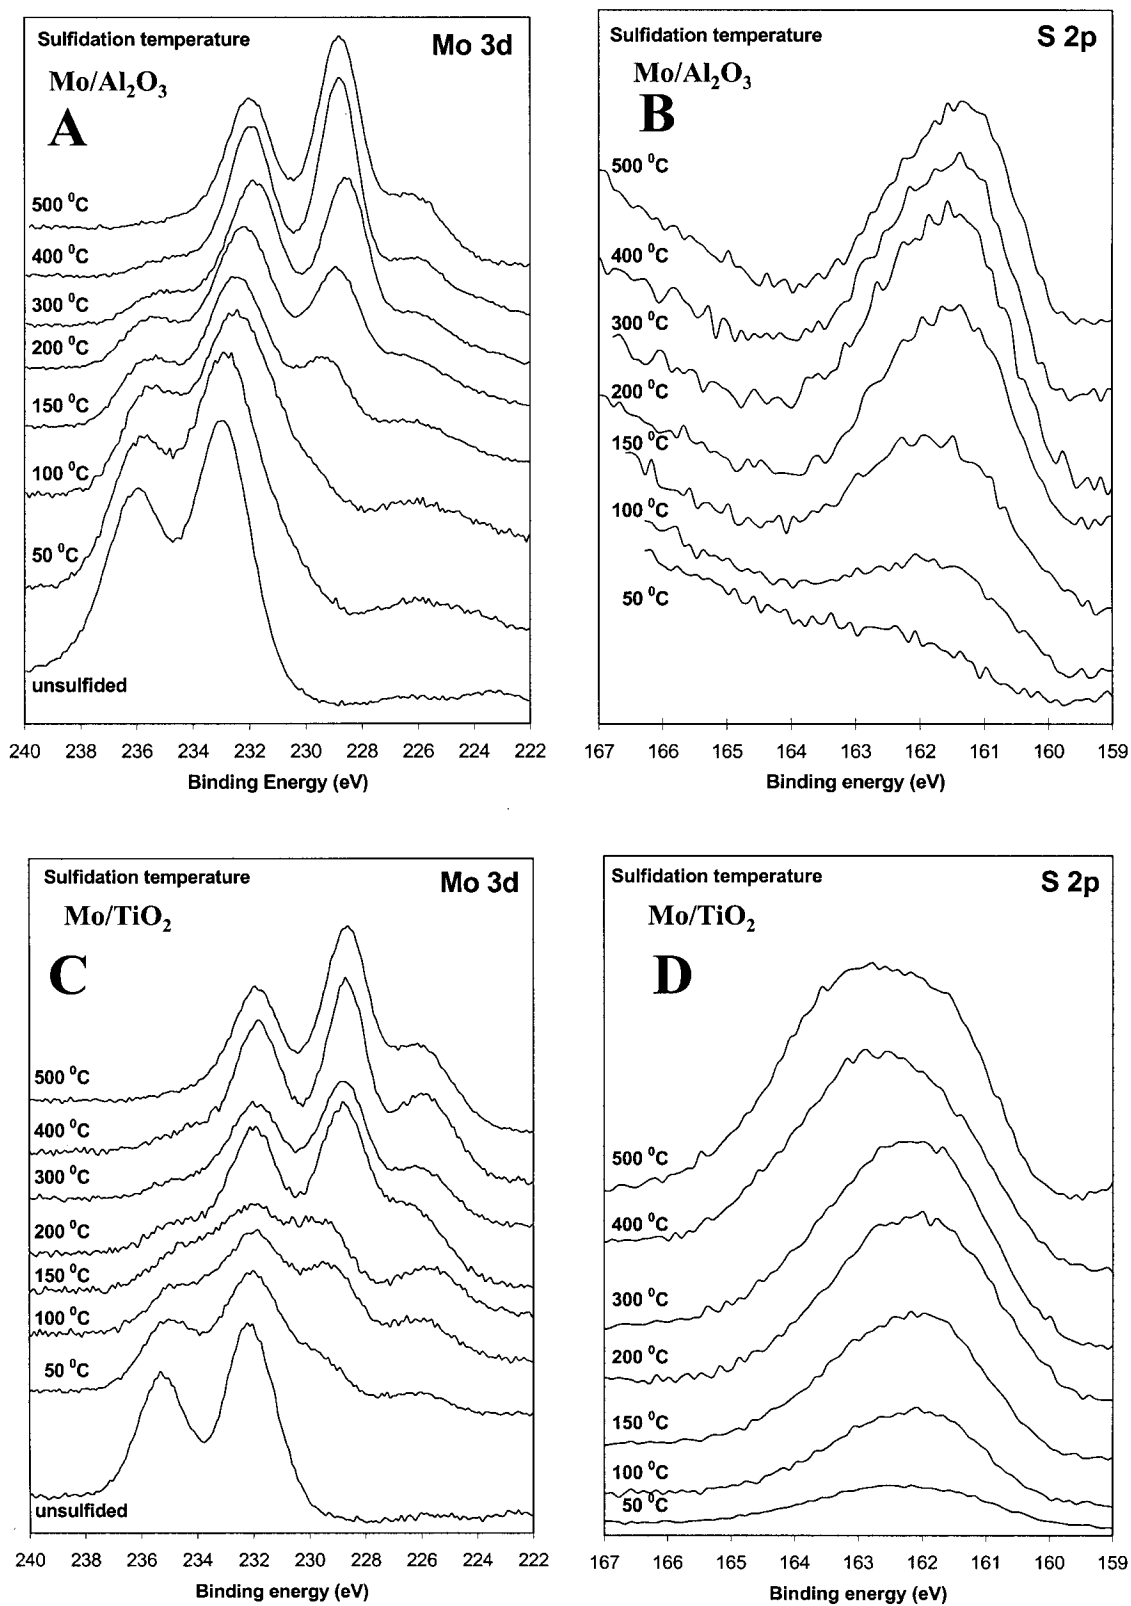 Sulfidation temperature
Mo 3d
Mo/Al₂O₃
A
500 ⁰C
400 ⁰C
300 ⁰C
200 ⁰C
150 ⁰C
100 ⁰C
50 ⁰C
unsulfided
240 238 236 234 232 230 228 226 224 222
Binding Energy (eV)
Sulfidation temperature
S 2p
Mo/Al₂O₃
B
500 ⁰C
400 ⁰C
300 ⁰C
200 ⁰C
150 ⁰C
100 ⁰C
50 ⁰C
167 166 165 164 163 162 161 160 159
Binding energy (eV)
Sulfidation temperature
Mo 3d
Mo/TiO₂
C
500 ⁰C
400 ⁰C
300 ⁰C
200 ⁰C
150 ⁰C
100 ⁰C
50 ⁰C
unsulfided
240 238 236 234 232 230 228 226 224 222
Binding energy (eV)
Sulfidation temperature
S 2p
Mo/TiO₂
D
500 ⁰C
400 ⁰C
300 ⁰C
200 ⁰C
150 ⁰C
100 ⁰C
50 ⁰C
167 166 165 164 163 162 161 160 159
Binding energy (eV)